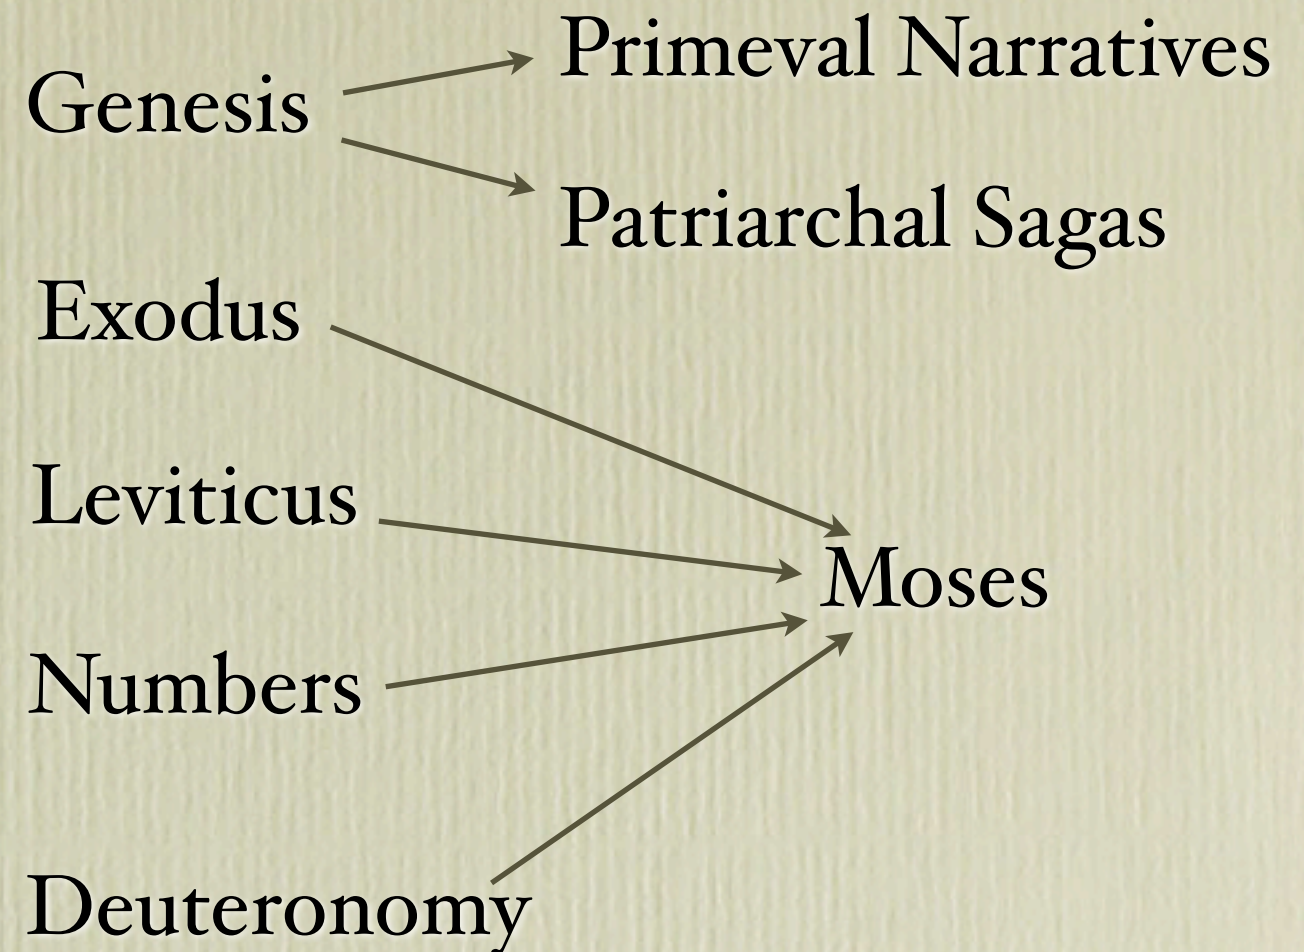 Genesis
Primeval Narratives
Patriarchal Sagas
Exodus
Leviticus
Moses
Numbers
Deuteronomy